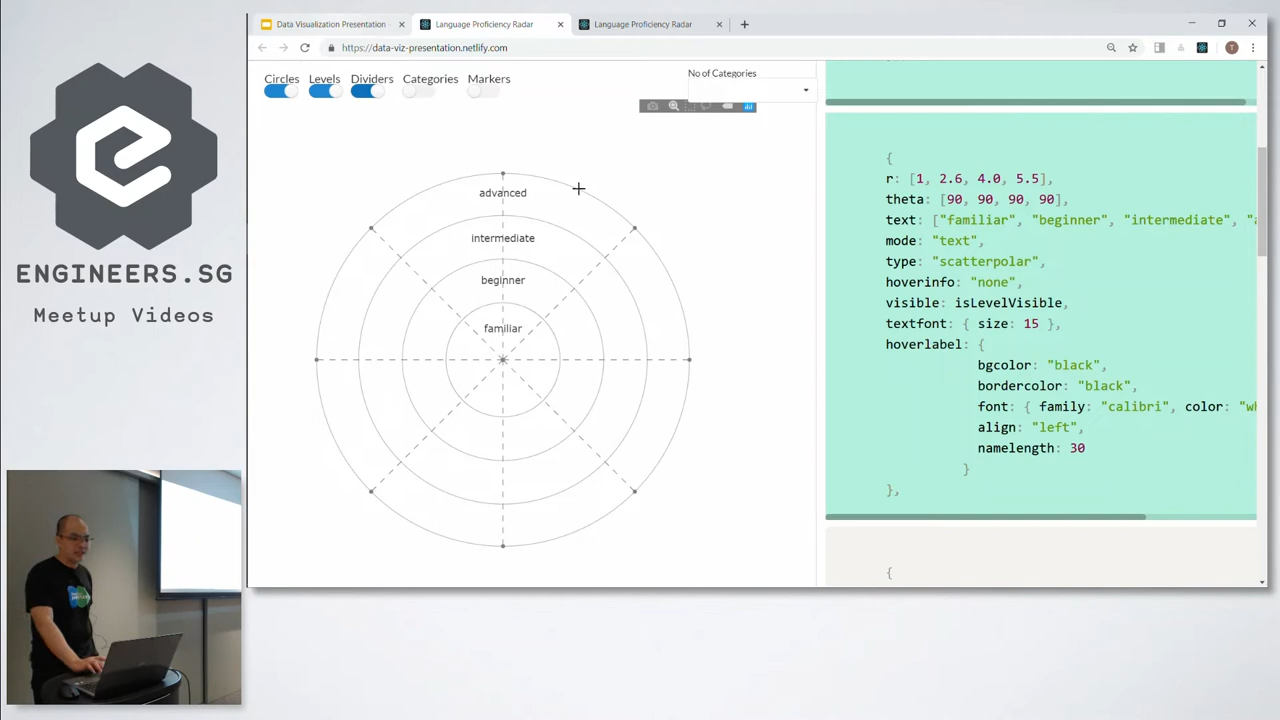 ENGINEERS.SG
Meetup Videos
Data Visualization Presentation
Language Proficiency Radar
Language Proficiency Radar
https://data-viz-presentation.netlify.com
T
Circles
Levels
Dividers
Categories
Markers
No of Categories
advanced
intermediate
beginner
familiar
{
r: [1, 2.6, 4.0, 5.5],
theta: [90, 90, 90, 90],
text: ["familiar", "beginner", "intermediate", "a
mode: "text",
type: "scatterpolar",
hoverinfo: "none",
visible: isLevelVisible,
textfont: { size: 15 },
hoverlabel: {
bgcolor: "black",
bordercolor: "black",
font: { family: "calibri", color: "wh
align: "left",
namelength: 30
}
},
{